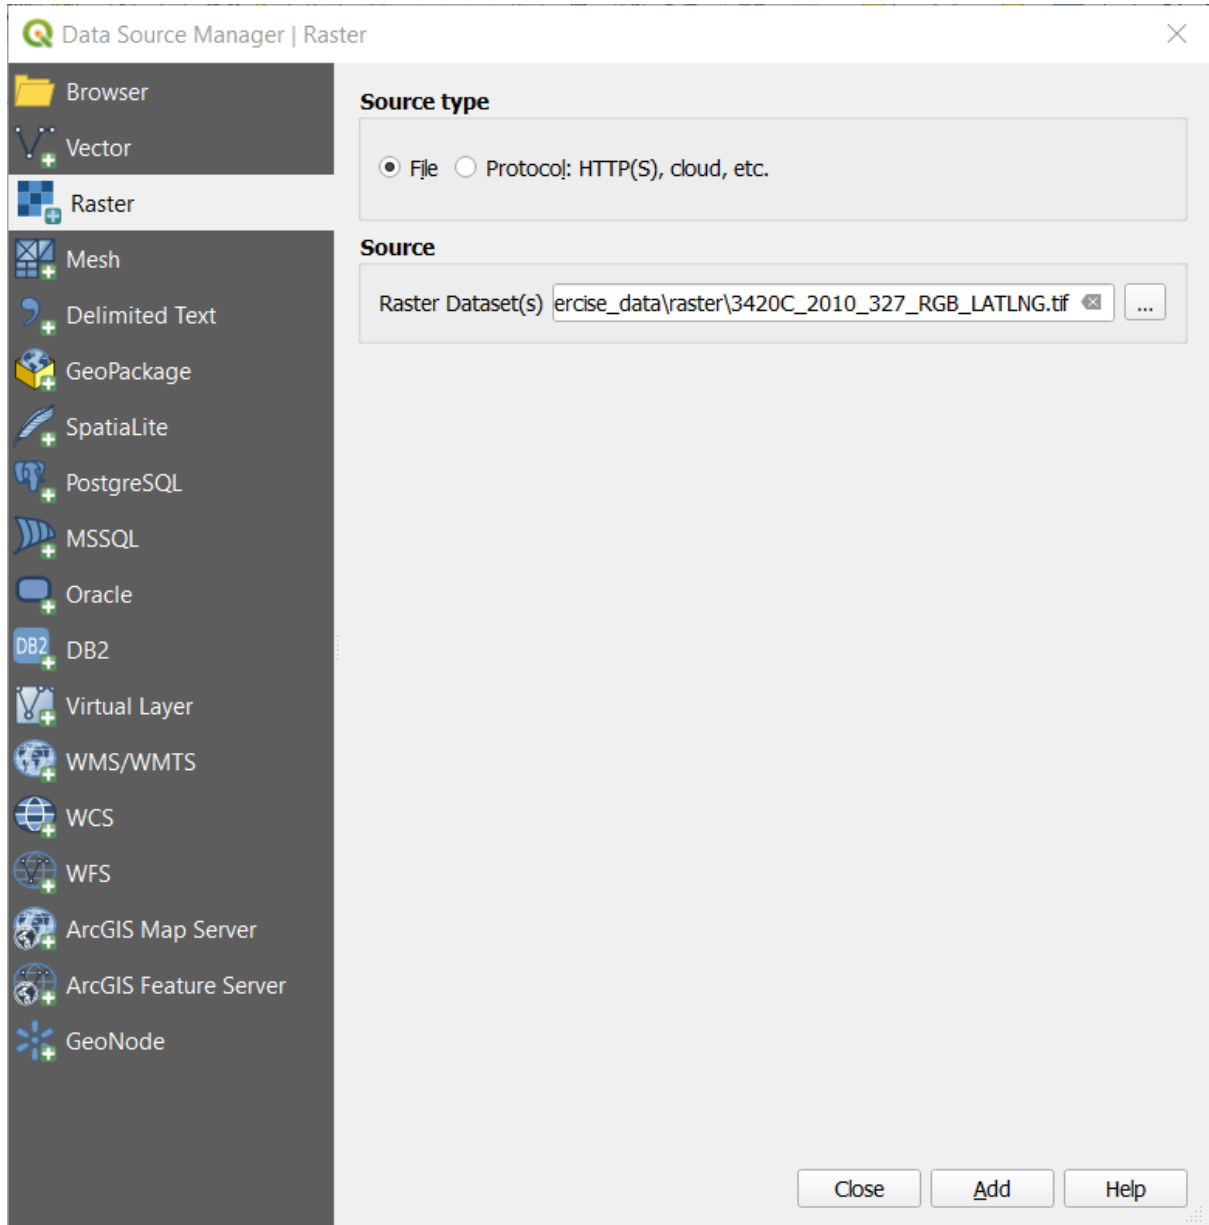 Data Source Manager | Raster
Browser
Vector
Raster
Mesh
Delimited Text
GeoPackage
SpatiaLite
PostgreSQL
MSSQL
Oracle
DB2
DB2
Virtual Layer
WMS/WMTS
WCS
WFS
ArcGIS Map Server
ArcGIS Feature Server
GeoNode
Source type
File Protocol: HTTP(S), cloud, etc.
Source
Raster Dataset(s) ercise_data\raster\3420C_2010_327_RGB_LATLNG.tif ...
Close Add Help